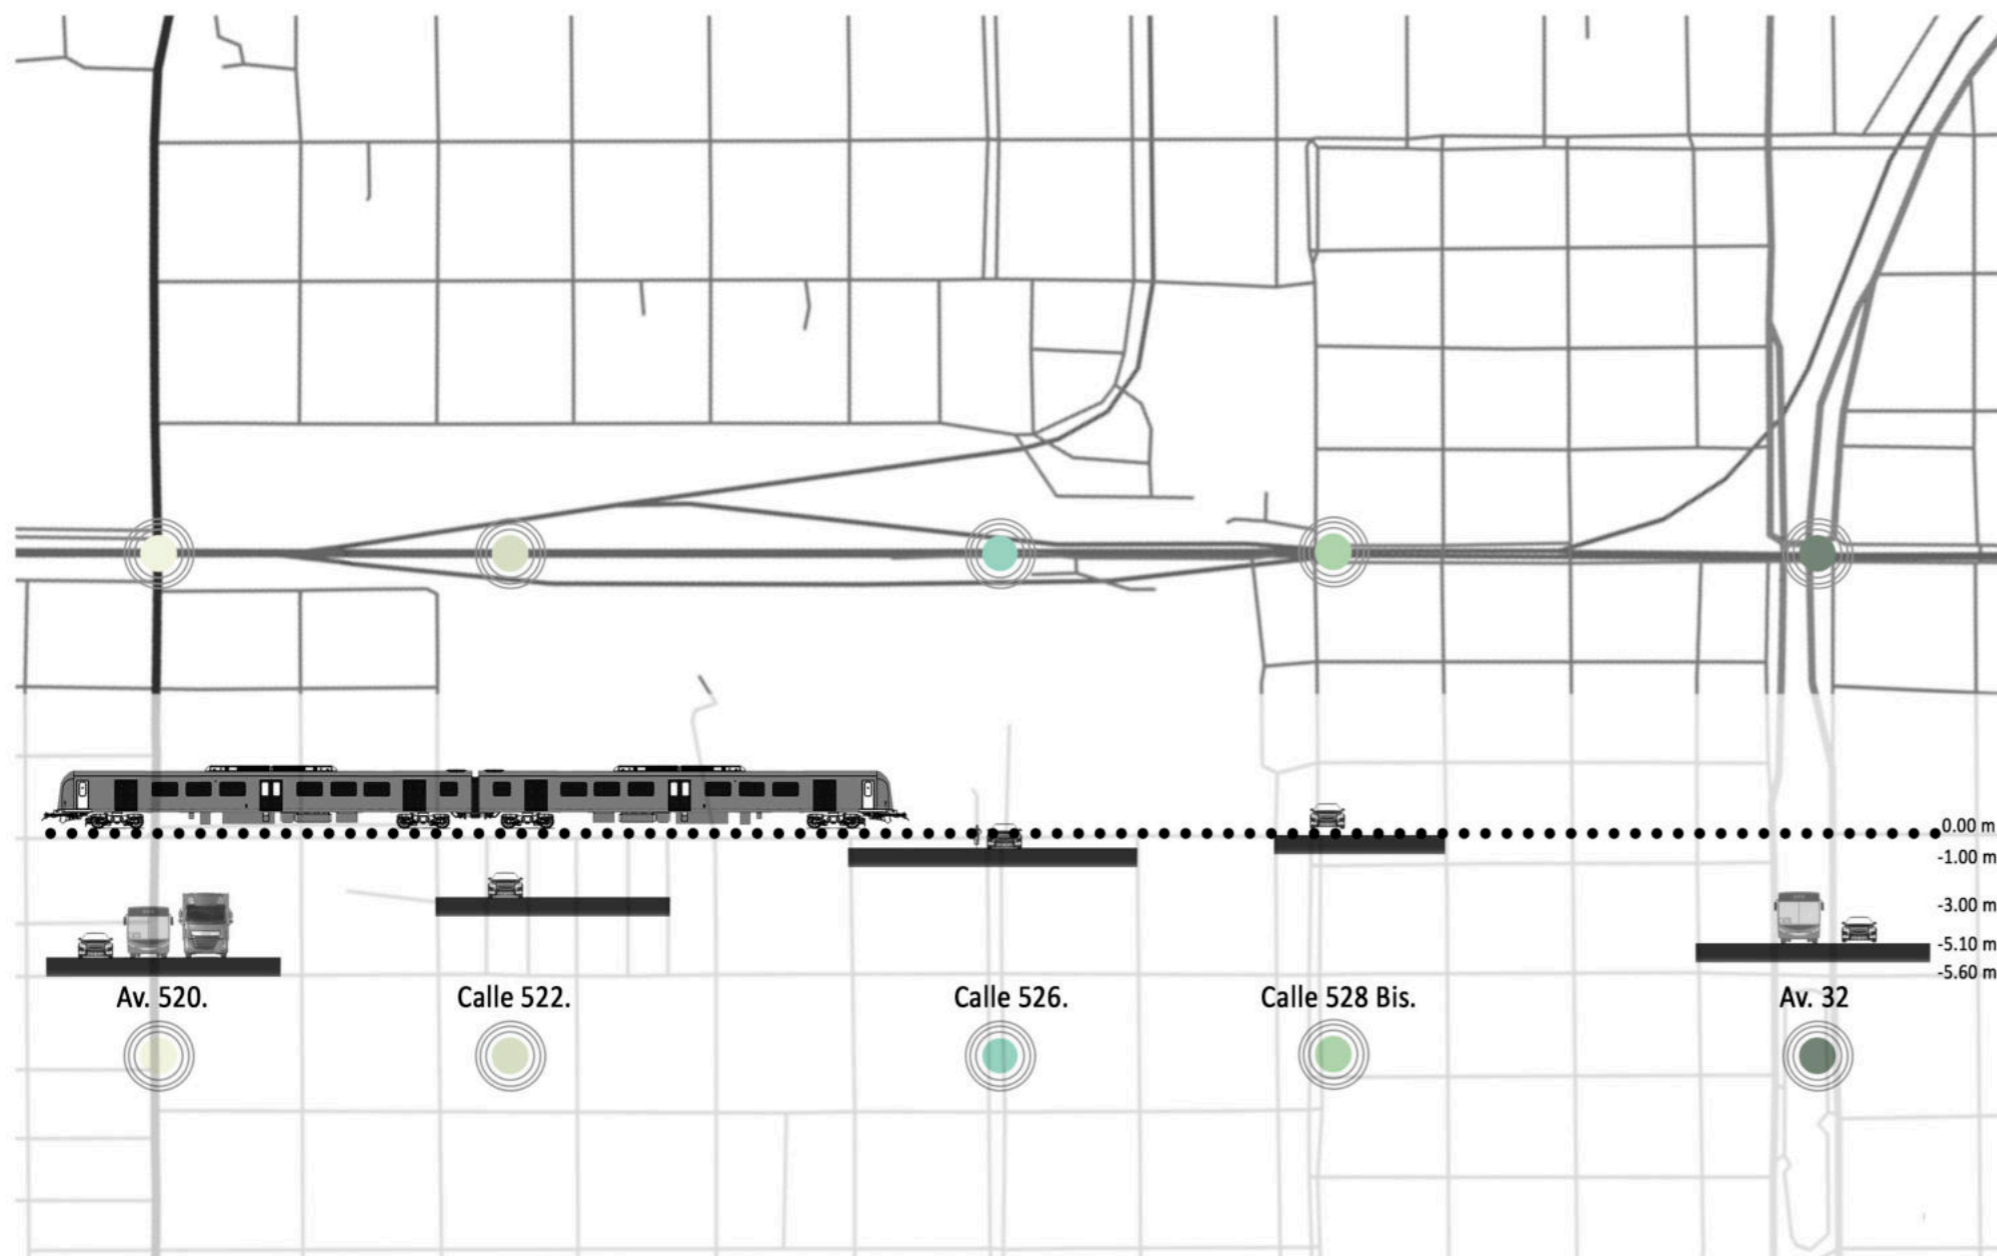 0.00 m
-1.00 m
-3.00 m
-5.10 m
-5.60 m
Av. 520.
Calle 522.
Calle 526.
Calle 528 Bis.
Av. 32